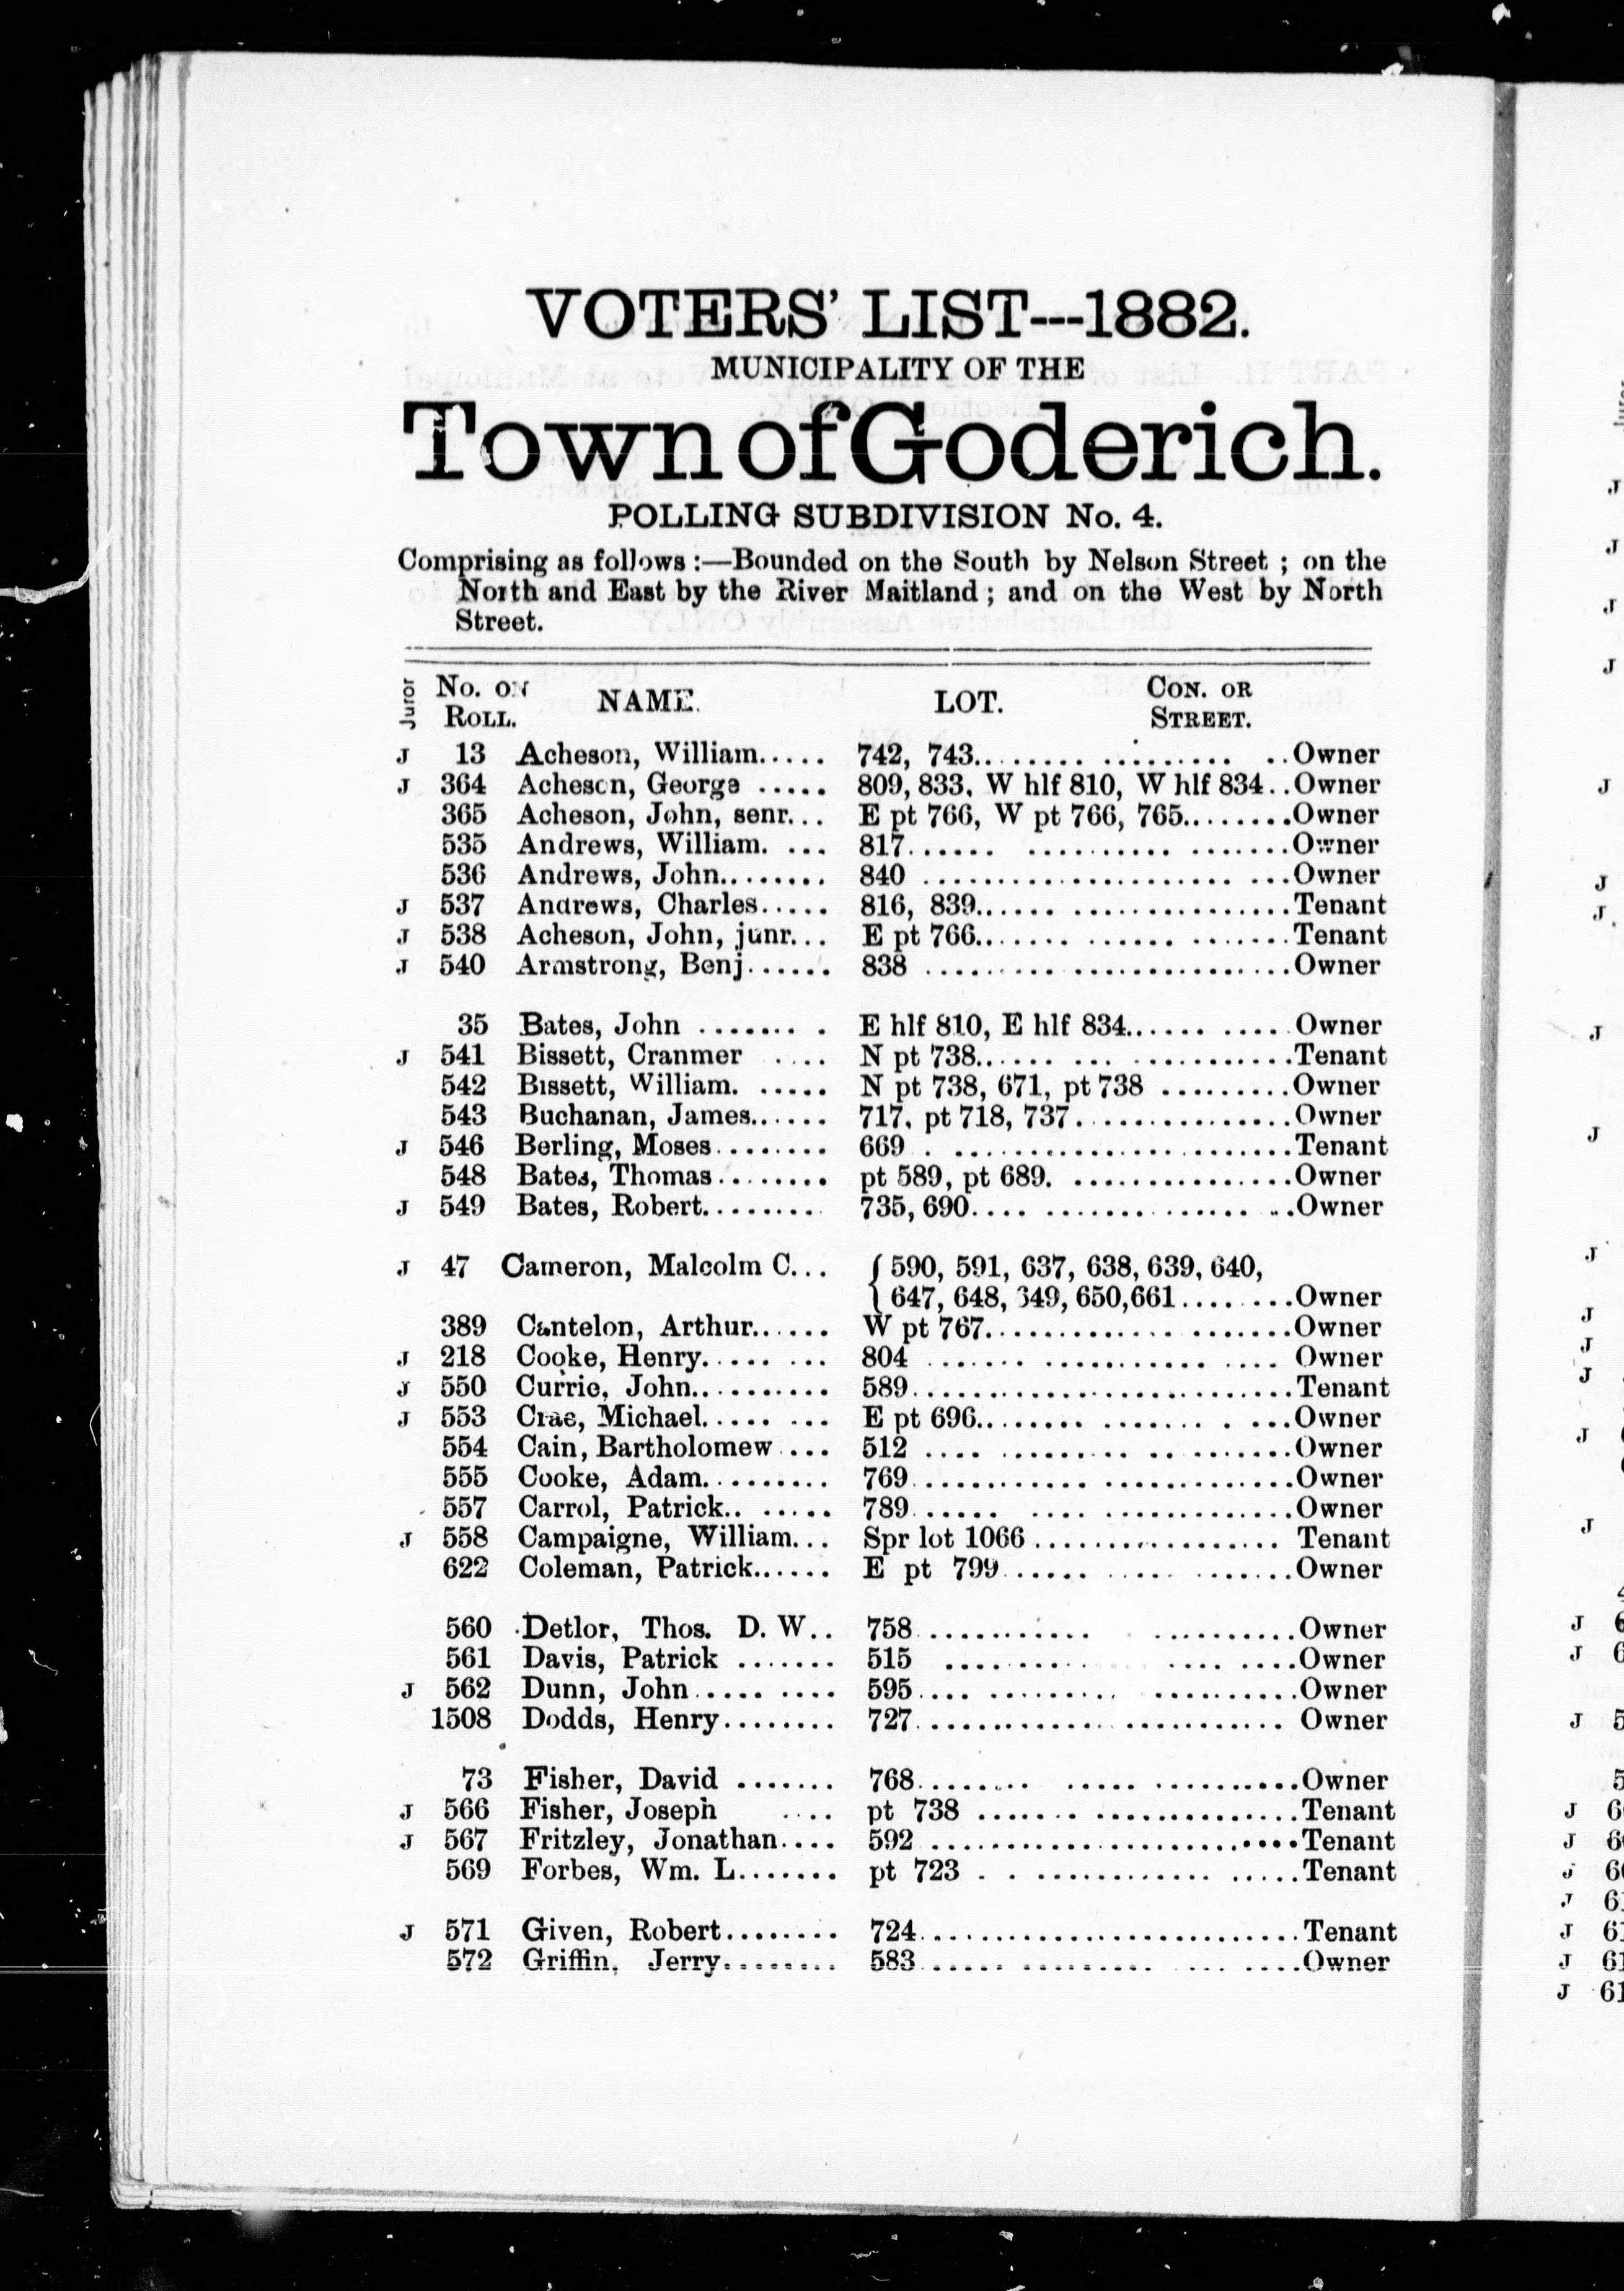 VOTERS' LIST---1882.
MUNICIPALITY OF THE
Town of Goderich.
POLLING SUBDIVISION No. 4.
Comprising as follows :—Bounded on the South by Nelson Street ; on the
North and East by the River Maitland ; and on the West by North
Street.
Juror No. on Roll. NAME. LOT. Con. or Street.
J 13 Acheson, William..... 742, 743.................... Owner
J 364 Acheson, George ..... 809, 833, W hlf 810, W hlf 834..Owner
365 Acheson, John, senr... E pt 766, W pt 766, 765........Owner
535 Andrews, William. ... 817...... .......... .......Owner
536 Andrews, John........ 840 ...................... ...Owner
J 537 Andrews, Charles..... 816, 839...... ...............Tenant
J 538 Acheson, John, junr... E pt 766........ ...... .......Tenant
J 540 Armstrong, Benj...... 838 ..........................Owner
35 Bates, John ....... . E hlf 810, E hlf 834...... .... Owner
J 541 Bissett, Cranmer .... N pt 738...... ... ...........Tenant
542 Bissett, William. ..... N pt 738, 671, pt 738 .........Owner
543 Buchanan, James...... 717, pt 718, 737...............Owner
J 546 Berling, Moses........ 669 . .......................Tenant
548 Bates, Thomas........ pt 589, pt 689. ...............Owner
J 549 Bates, Robert......... 735, 690.... .............. ...Owner
J 47 Cameron, Malcolm C... { 590, 591, 637, 638, 639, 640,
647, 648, 649, 650,661........Owner
389 Cantelon, Arthur...... W pt 767............. .......Owner
J 218 Cooke, Henry..... ... 804 ....... ........... .... Owner
J 550 Currie, John.......... 589..........................Tenant
J 553 Crae, Michael..... ... E pt 696........ ....... . ...Owner
554 Cain, Bartholomew .... 512 .... ......... .. .......Owner
555 Cooke, Adam......... 769............ .............Owner
557 Carrol, Patrick.. ..... 789...... .... .............Owner
J 558 Campaigne, William... Spr lot 1066 ................. Tenant
622 Coleman, Patrick...... E pt 799...... ..... .......Owner
560 Detlor, Thos. D. W.. 758 ........... ..........Owner
561 Davis, Patrick ....... 515 ......... .... ....Owner
J 562 Dunn, John..... .... 595.... ......... ..........Owner
1508 Dodds, Henry........ 727......................... Owner
73 Fisher, David ....... 768........ ..... ..........Owner
J 566 Fisher, Joseph .... pt 738 ....... ..............Tenant
J 567 Fritzley, Jonathan.... 592 .........................Tenant
569 Forbes, Wm. L....... pt 723 . . ............ .....Tenant
J 571 Given, Robert........ 724..........................Tenant
572 Griffin, Jerry........ 583...... ......... ... ....Owner